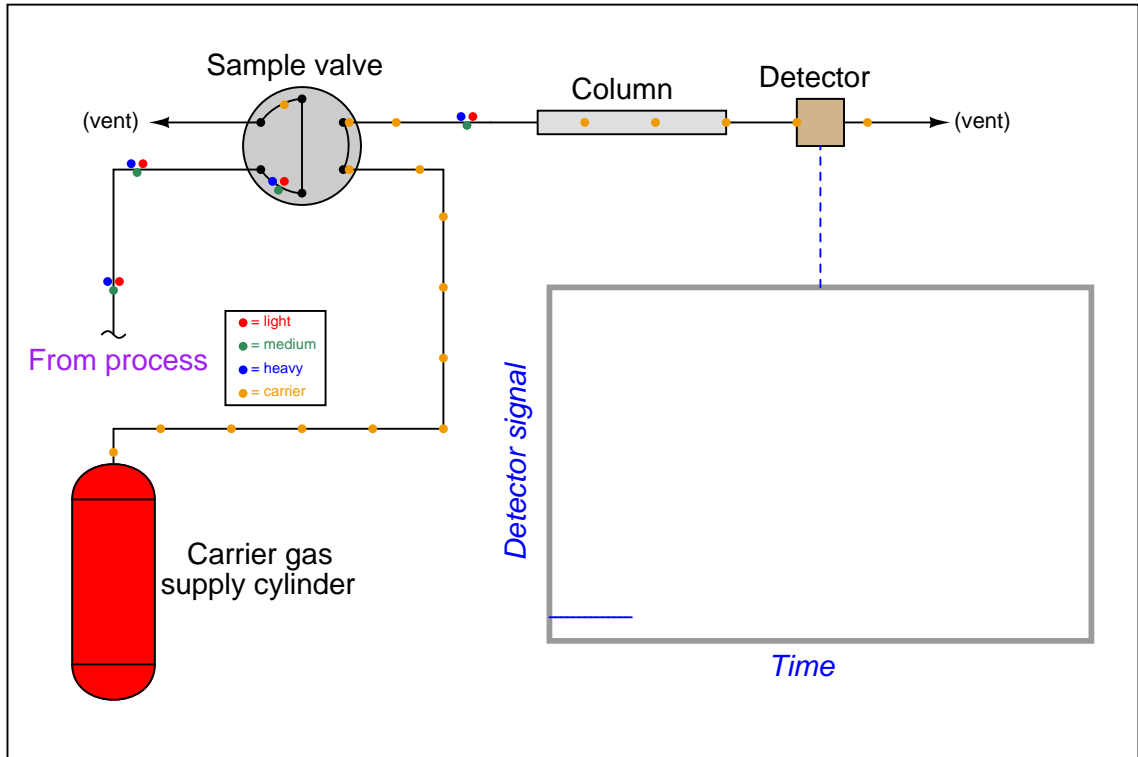 Sample valve
Column
Detector
(vent)
(vent)
= light
= medium
= heavy
= carrier
From process
Detector signal
Carrier gas
supply cylinder
Time